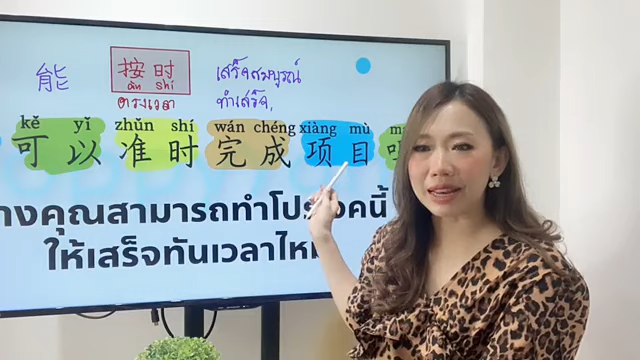 能 按时 เสร็จสมบูรณ์
àn shí ทำเสร็จ,
ตรงเวลา
kě yǐ zhǔn shí wán chéng xiàng mù
可以准时完成项目
างคุณสามารถทำโปร คนี้
ให้เสร็จทันเวลาไหม